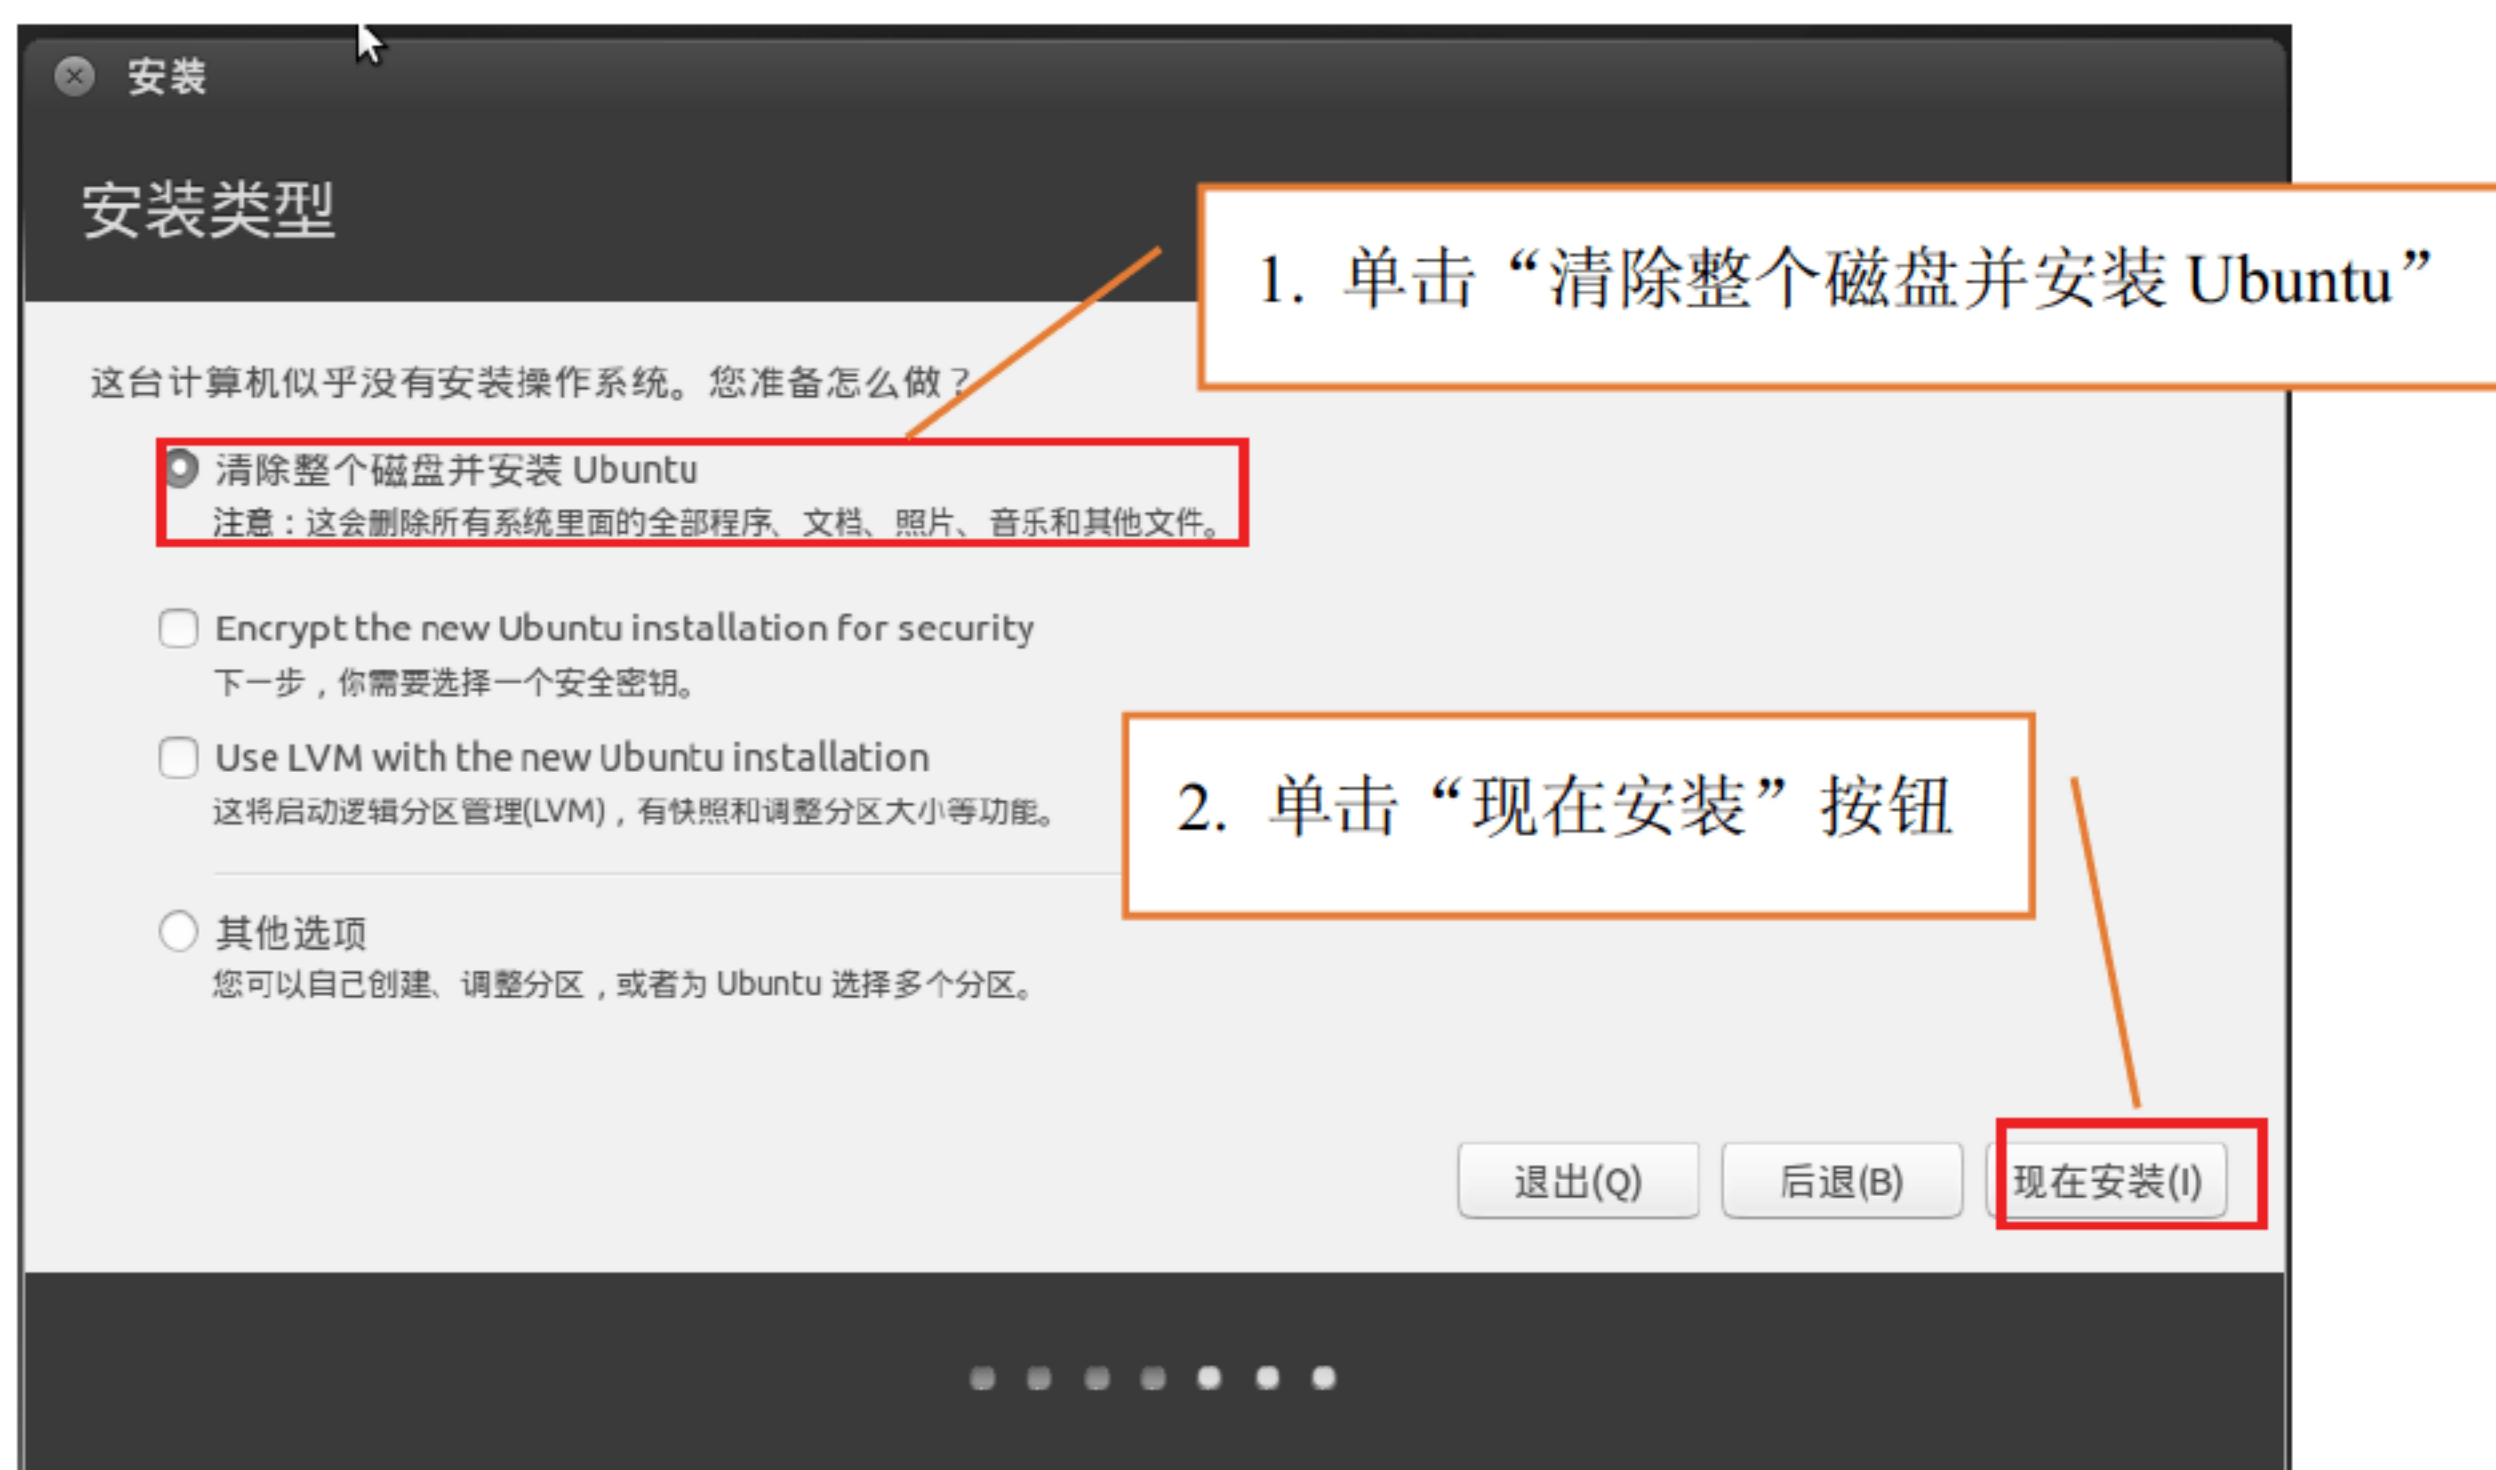 安装
安装类型
1. 单击“清除整个磁盘并安装 Ubuntu”
这台计算机似乎没有安装操作系统。您准备怎么做？
清除整个磁盘并安装 Ubuntu
注意：这会删除所有系统里面的全部程序、文档、照片、音乐和其他文件。
Encrypt the new Ubuntu installation for security
下一步，你需要选择一个安全密钥。
Use LVM with the new Ubuntu installation
这将启动逻辑分区管理(LVM)，有快照和调整分区大小等功能。
2. 单击“现在安装”按钮
其他选项
您可以自己创建、调整分区，或者为 Ubuntu 选择多个分区。
退出(Q)
后退(B)
现在安装(I)